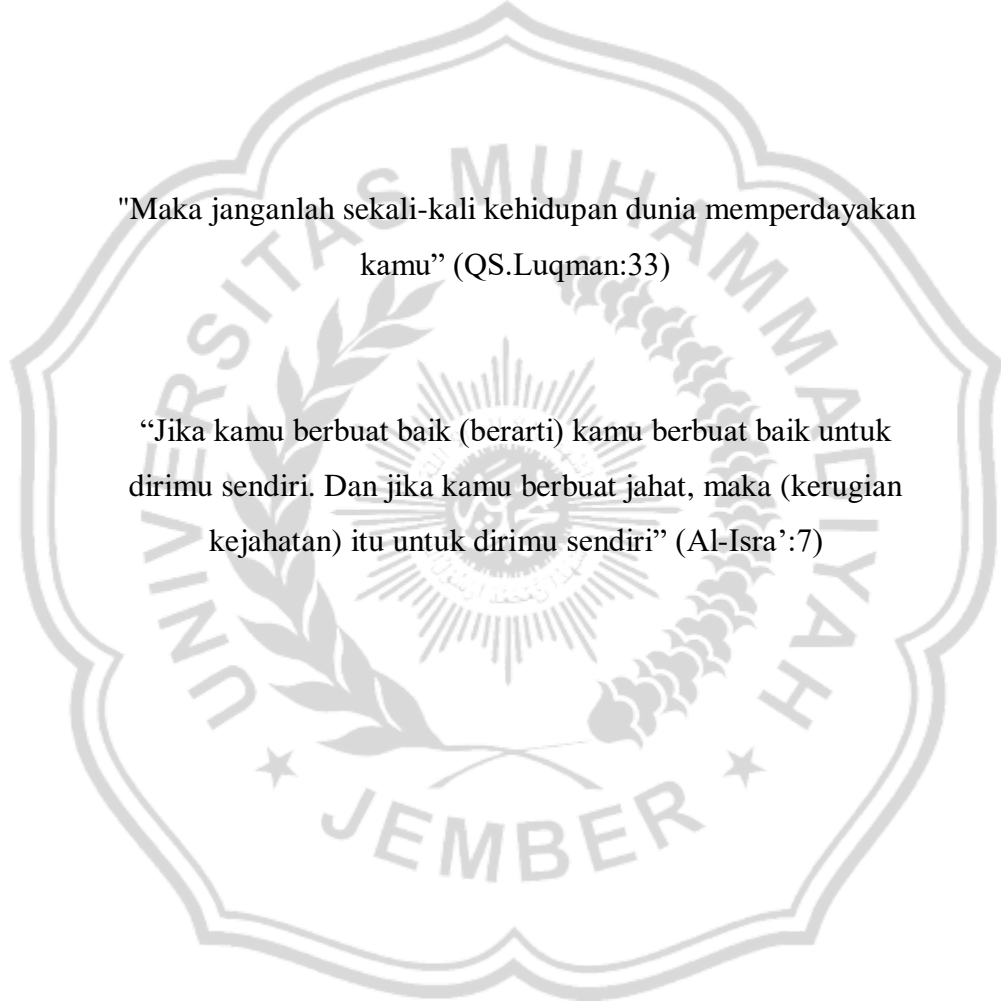 UNIVERSITAS MUHAMMADIYAH
"Maka janganlah sekali-kali kehidupan dunia memperdayakan
kamu” (QS.Luqman:33)
“Jika kamu berbuat baik (berarti) kamu berbuat baik untuk
dirimu sendiri. Dan jika kamu berbuat jahat, maka (kerugian
kejahatan) itu untuk dirimu sendiri” (Al-Isra’:7)
JEMBER